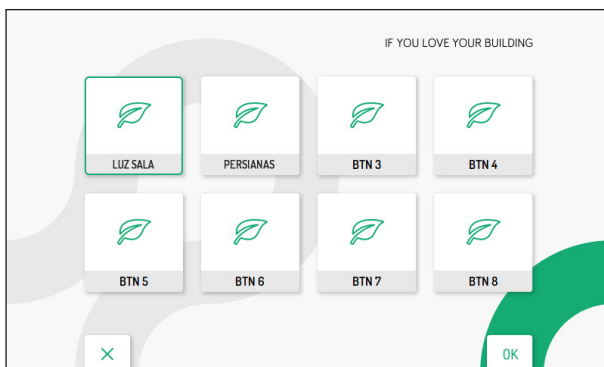 IF YOU LOVE YOUR BUILDING
LUZ SALA
PERSIANAS
BTN 3
BTN 4
BTN 5
BTN 6
BTN 7
BTN 8
OK